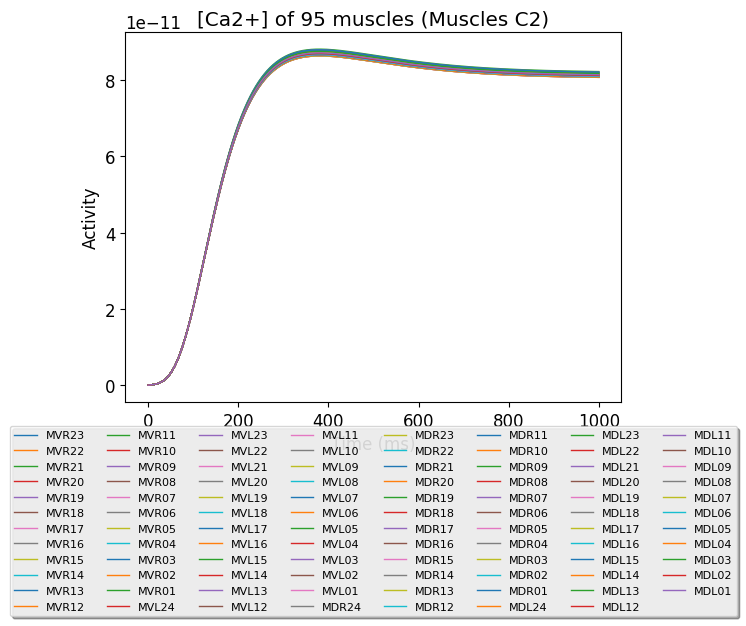 1e−11 [Ca2+] of 95 muscles (Muscles C2)
8
6
4
2
0
Activity
0 200 400 600 800 1000
Time (ms)
MVR23 MVR11 MVL23 MVL11 MDR23 MDR11 MDL23 MDL11
MVR22 MVR10 MVL22 MVL10 MDR22 MDR10 MDL22 MDL10
MVR21 MVR09 MVL21 MVL09 MDR21 MDR09 MDL21 MDL09
MVR20 MVR08 MVL20 MVL08 MDR20 MDR08 MDL20 MDL08
MVR19 MVR07 MVL19 MVL07 MDR19 MDR07 MDL19 MDL07
MVR18 MVR06 MVL18 MVL06 MDR18 MDR06 MDL18 MDL06
MVR17 MVR05 MVL17 MVL05 MDR17 MDR05 MDL17 MDL05
MVR16 MVR04 MVL16 MVL04 MDR16 MDR04 MDL16 MDL04
MVR15 MVR03 MVL15 MVL03 MDR15 MDR03 MDL15 MDL03
MVR14 MVR02 MVL14 MVL02 MDR14 MDR02 MDL14 MDL02
MVR13 MVR01 MVL13 MVL01 MDR13 MDR01 MDL13 MDL01
MVR12 MVL24 MVL12 MDR24 MDR12 MDL24 MDL12